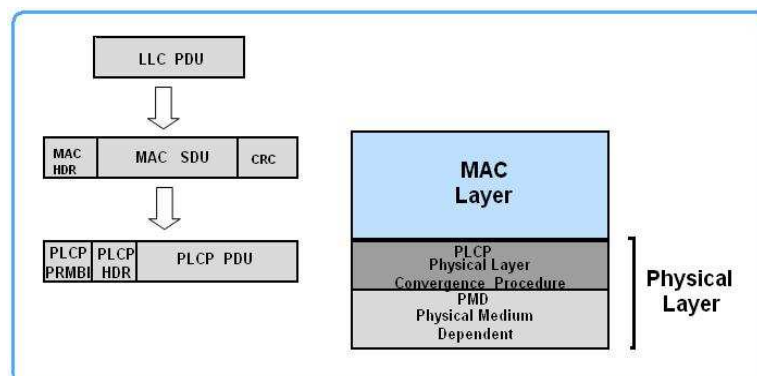 LLC PDU
MAC
HDR
MAC SDU
CRC
PLCP
PRMBl
PLCP
HDR
PLCP PDU
MAC
Layer
PLCP
Physical Layer
Convergence Procedure
PMD
Physical Medium
Dependent
Physical
Layer